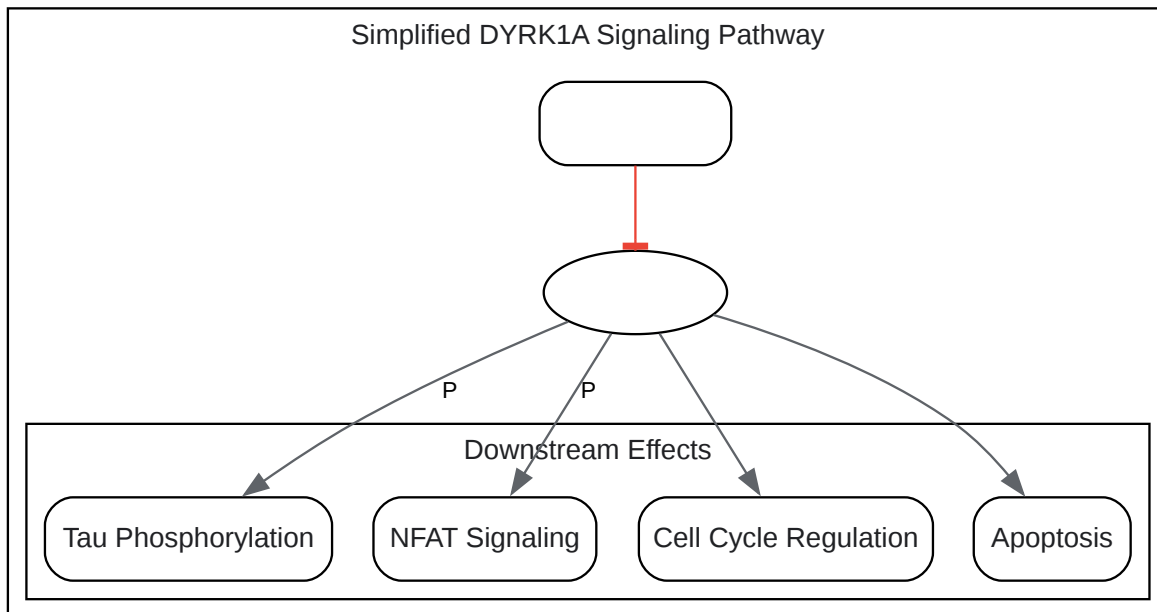 Simplified DYRK1A Signaling Pathway
P
P
Downstream Effects
Tau Phosphorylation
NFAT Signaling
Cell Cycle Regulation
Apoptosis